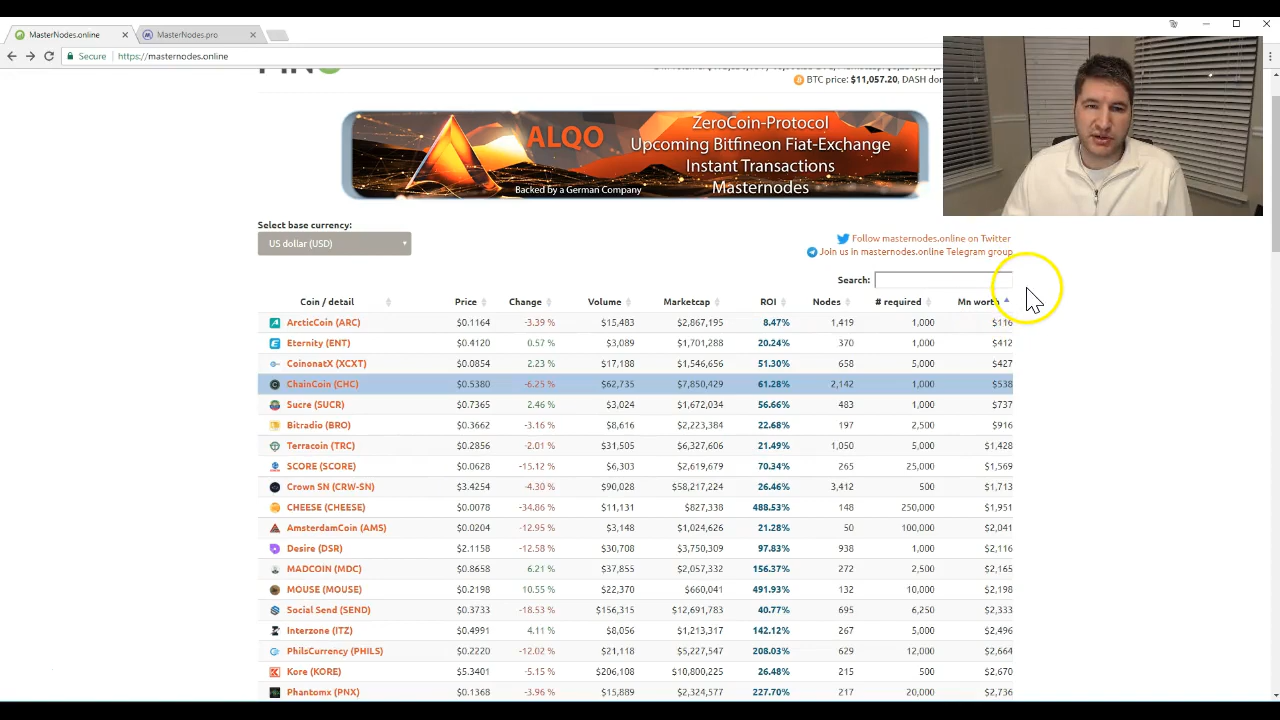 MasterNodes.online
MasterNodes.pro
Secure
https://masternodes.online
BTC price: $11,057.20, DASH don
ALQO
ZeroCoin-Protocol
Upcoming Bitfineon Fiat-Exchange
Instant Transactions
Masternodes
Backed by a German Company
Select base currency:
US dollar (USD)
Follow masternodes.online on Twitter
Join us in masternodes.online Telegram group
Search:
Coin / detail Price Change Volume Marketcap ROI Nodes # required Mn worth
ArcticCoin (ARC) $0.1164 -3.39 % $15,483 $2,867,195 8.47% 1,419 1,000 $116
Eternity (ENT) $0.4120 0.57 % $3,089 $1,701,288 20.24% 370 1,000 $412
CoinonatX (XCXT) $0.0854 2.23 % $17,188 $1,546,656 51.30% 658 5,000 $427
ChainCoin (CHC) $0.5380 -6.25 % $62,735 $7,850,429 61.28% 2,142 1,000 $538
Sucre (SUCR) $0.7365 2.46 % $3,024 $1,672,034 56.66% 483 1,000 $737
Bitradio (BRO) $0.3662 -3.16 % $8,616 $2,223,384 22.68% 197 2,500 $916
Terracoin (TRC) $0.2856 -2.01 % $31,505 $6,327,606 21.49% 1,050 5,000 $1,428
SCORE (SCORE) $0.0628 -15.12 % $6,303 $2,619,679 70.34% 265 25,000 $1,569
Crown SN (CRW-SN) $3.4254 -4.30 % $90,028 $58,217,224 26.46% 3,412 500 $1,713
CHEESE (CHEESE) $0.0078 -34.86 % $11,131 $827,338 488.53% 148 250,000 $1,951
AmsterdamCoin (AMS) $0.0204 -12.95 % $3,148 $1,024,626 21.28% 50 100,000 $2,041
Desire (DSR) $2.1158 -12.58 % $30,708 $3,750,309 97.83% 938 1,000 $2,116
MADCOIN (MDC) $0.8658 6.21 % $37,855 $2,057,332 156.37% 272 2,500 $2,165
MOUSE (MOUSE) $0.2198 10.55 % $22,370 $660,041 491.93% 132 10,000 $2,198
Social Send (SEND) $0.3733 -18.53 % $156,315 $12,691,783 40.77% 695 6,250 $2,333
Interzone (ITZ) $0.4991 4.11 % $8,056 $1,213,317 142.12% 267 5,000 $2,496
PhilsCurrency (PHILS) $0.2220 -12.02 % $21,118 $5,227,547 208.03% 629 12,000 $2,664
Kore (KORE) $5.3401 -5.15 % $206,108 $10,800,225 26.48% 215 500 $2,670
Phantomx (PNX) $0.1368 -3.96 % $15,889 $2,324,577 227.70% 217 20,000 $2,736